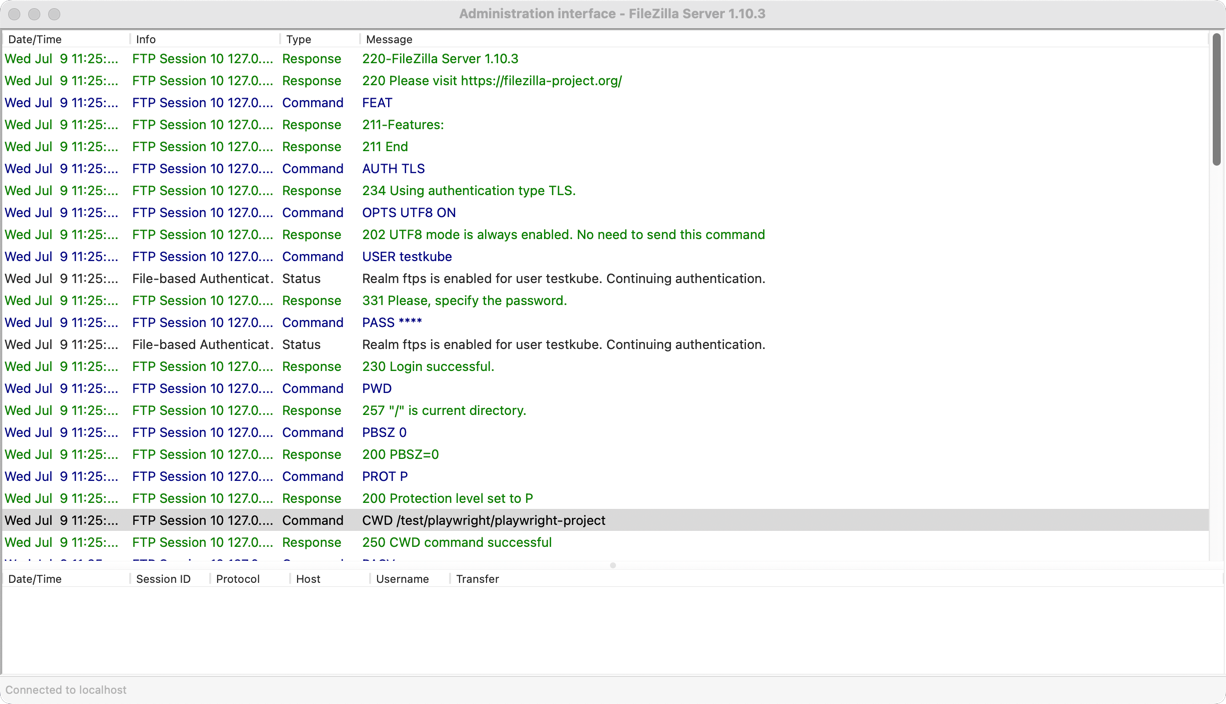 Administration interface - FileZilla Server 1.10.3
Date/Time Info Type Message
Wed Jul 9 11:25:... FTP Session 10 127.0.... Response 220-FileZilla Server 1.10.3
Wed Jul 9 11:25:... FTP Session 10 127.0.... Response 220 Please visit https://filezilla-project.org/
Wed Jul 9 11:25:... FTP Session 10 127.0.... Command FEAT
Wed Jul 9 11:25:... FTP Session 10 127.0.... Response 211-Features:
Wed Jul 9 11:25:... FTP Session 10 127.0.... Response 211 End
Wed Jul 9 11:25:... FTP Session 10 127.0.... Command AUTH TLS
Wed Jul 9 11:25:... FTP Session 10 127.0.... Response 234 Using authentication type TLS.
Wed Jul 9 11:25:... FTP Session 10 127.0.... Command OPTS UTF8 ON
Wed Jul 9 11:25:... FTP Session 10 127.0.... Response 202 UTF8 mode is always enabled. No need to send this command
Wed Jul 9 11:25:... FTP Session 10 127.0.... Command USER testkube
Wed Jul 9 11:25:... File-based Authenticat. Status Realm ftps is enabled for user testkube. Continuing authentication.
Wed Jul 9 11:25:... FTP Session 10 127.0.... Response 331 Please, specify the password.
Wed Jul 9 11:25:... FTP Session 10 127.0.... Command PASS ****
Wed Jul 9 11:25:... File-based Authenticat. Status Realm ftps is enabled for user testkube. Continuing authentication.
Wed Jul 9 11:25:... FTP Session 10 127.0.... Response 230 Login successful.
Wed Jul 9 11:25:... FTP Session 10 127.0.... Command PWD
Wed Jul 9 11:25:... FTP Session 10 127.0.... Response 257 "/" is current directory.
Wed Jul 9 11:25:... FTP Session 10 127.0.... Command PBSZ 0
Wed Jul 9 11:25:... FTP Session 10 127.0.... Response 200 PBSZ=0
Wed Jul 9 11:25:... FTP Session 10 127.0.... Command PROT P
Wed Jul 9 11:25:... FTP Session 10 127.0.... Response 200 Protection level set to P
Wed Jul 9 11:25:... FTP Session 10 127.0.... Command CWD /test/playwright/playwright-project
Wed Jul 9 11:25:... FTP Session 10 127.0.... Response 250 CWD command successful
Date/Time Session ID Protocol Host Username Transfer
Connected to localhost